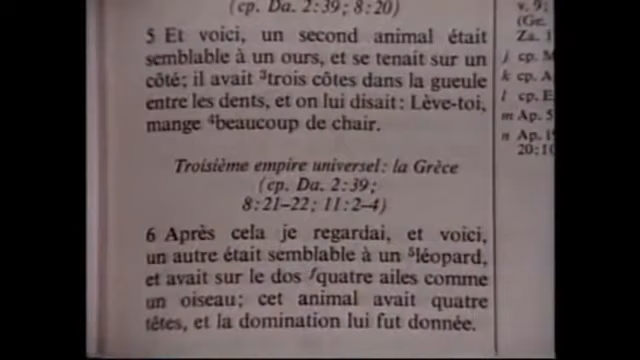 (cp. Da. 2:39; 8:20)
5 Et voici, un second animal était
semblable à un ours, et se tenait sur un
côté; il avait ³trois côtes dans la gueule
entre les dents, et on lui disait: Lève-toi,
mange ⁴beaucoup de chair.
Troisième empire universel: la Grèce
(cp. Da. 2:39;
8:21–22; 11:2–4)
6 Après cela je regardai, et voici,
un autre était semblable à un ⁵léopard,
et avait sur le dos ᶠquatre ailes comme
un oiseau; cet animal avait quatre
têtes, et la domination lui fut donnée.
v. 9;
(Ge.
Za. 1
j cp. M
k cp. A
l cp. E
m Ap. 5
n Ap. 19
20:10